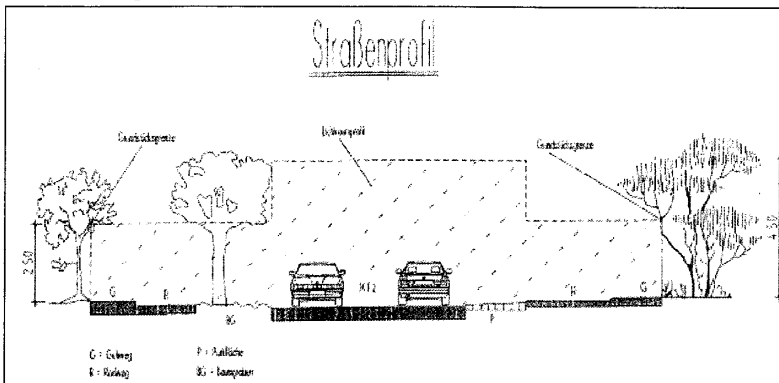 Straßenprofil
Lichtraumprofil
Grundstücksgrenze
Grundstücksgrenze
2.50
4.50
KFZ
G
R
BG
P
R
G
G = Gehweg
P = Parkfläche
R = Radweg
BG = Baumgraben